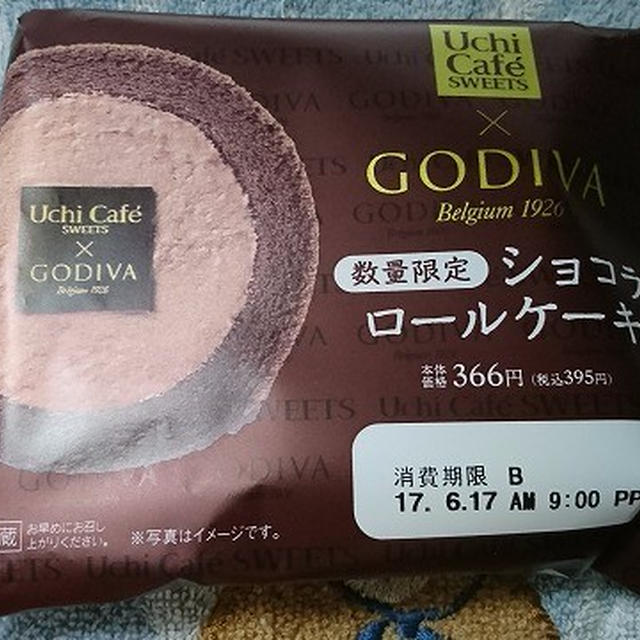 Uchi
Café
SWEETS
×
GODIVA
Belgium 1926
Uchi Café
SWEETS
×
GODIVA
Belgium 1926
数量限定 ショコラ
ロールケーキ
本体価格 366円 (税込395円)
消費期限 B
17. 6.17 AM 9:00 PP
蔵 お早めにお召し
上がりください。
※写真はイメージです。